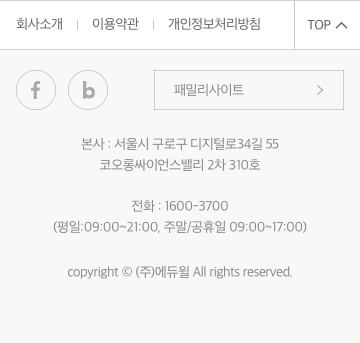 회사소개 | 이용약관 | 개인정보처리방침 TOP
f b 패밀리사이트
본사 : 서울시 구로구 디지털로34길 55
코오롱싸이언스밸리 2차 310호
전화 : 1600-3700
(평일:09:00~21:00, 주말/공휴일 09:00~17:00)
copyright © (주)에듀윌 All rights reserved.